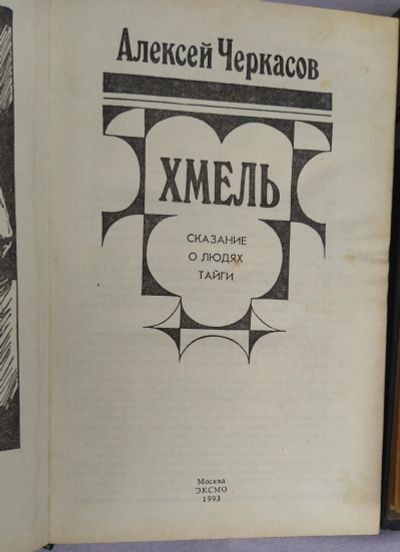 Алексей Черкасов
ХМЕЛЬ
СКАЗАНИЕ
О ЛЮДЯХ
ТАЙГИ
Москва
ЭКСМО
1993